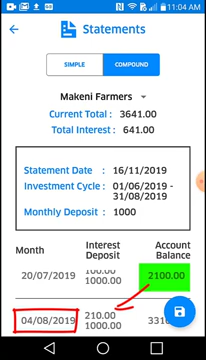 11:04 AM
Statements
SIMPLE
COMPOUND
Makeni Farmers
Current Total : 3641.00
Total Interest : 641.00
Statement Date : 16/11/2019
Investment Cycle : 01/06/2019 -
31/08/2019
Monthly Deposit : 1000
Month Interest Deposit Account Balance
20/07/2019 100.00 1000.00 2100.00
04/08/2019 210.00 1000.00